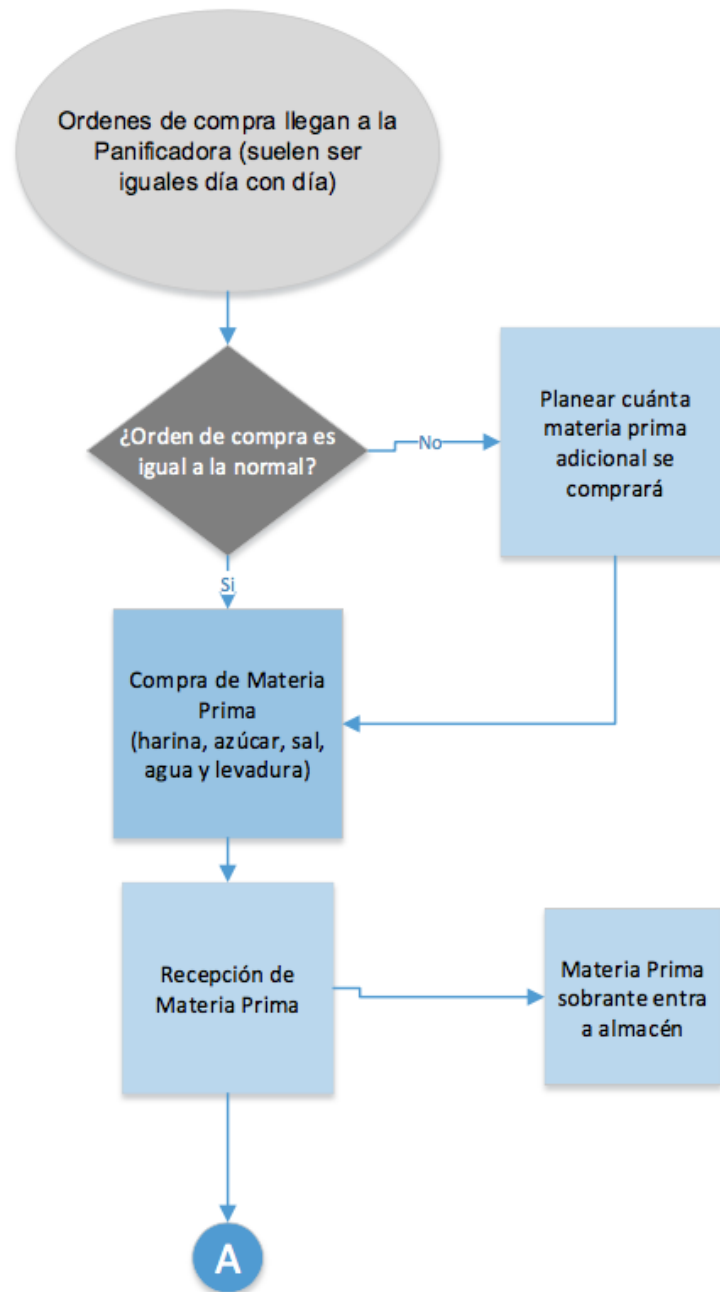 Ordenes de compra llegan a la
Panificadora (suelen ser
iguales día con día)
¿Orden de compra es
igual a la normal?
No
Planear cuánta
materia prima
adicional se
comprará
Si
Compra de Materia
Prima
(harina, azúcar, sal,
agua y levadura)
Recepción de
Materia Prima
Materia Prima
sobrante entra
a almacén
A